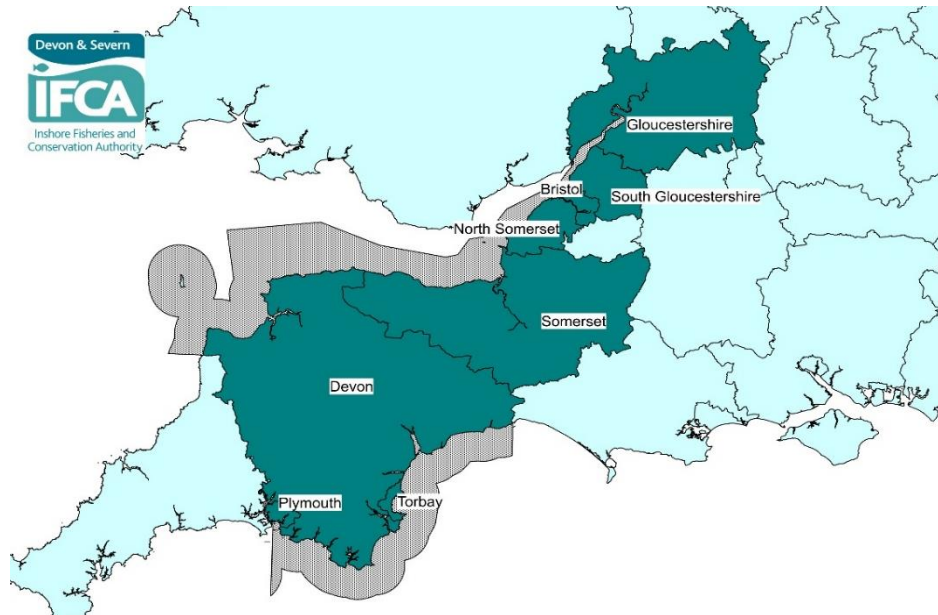 Devon & Severn
IFCA
Inshore Fisheries and
Conservation Authority
Gloucestershire
Bristol
South Gloucestershire
North Somerset
Somerset
Devon
Plymouth
Torbay